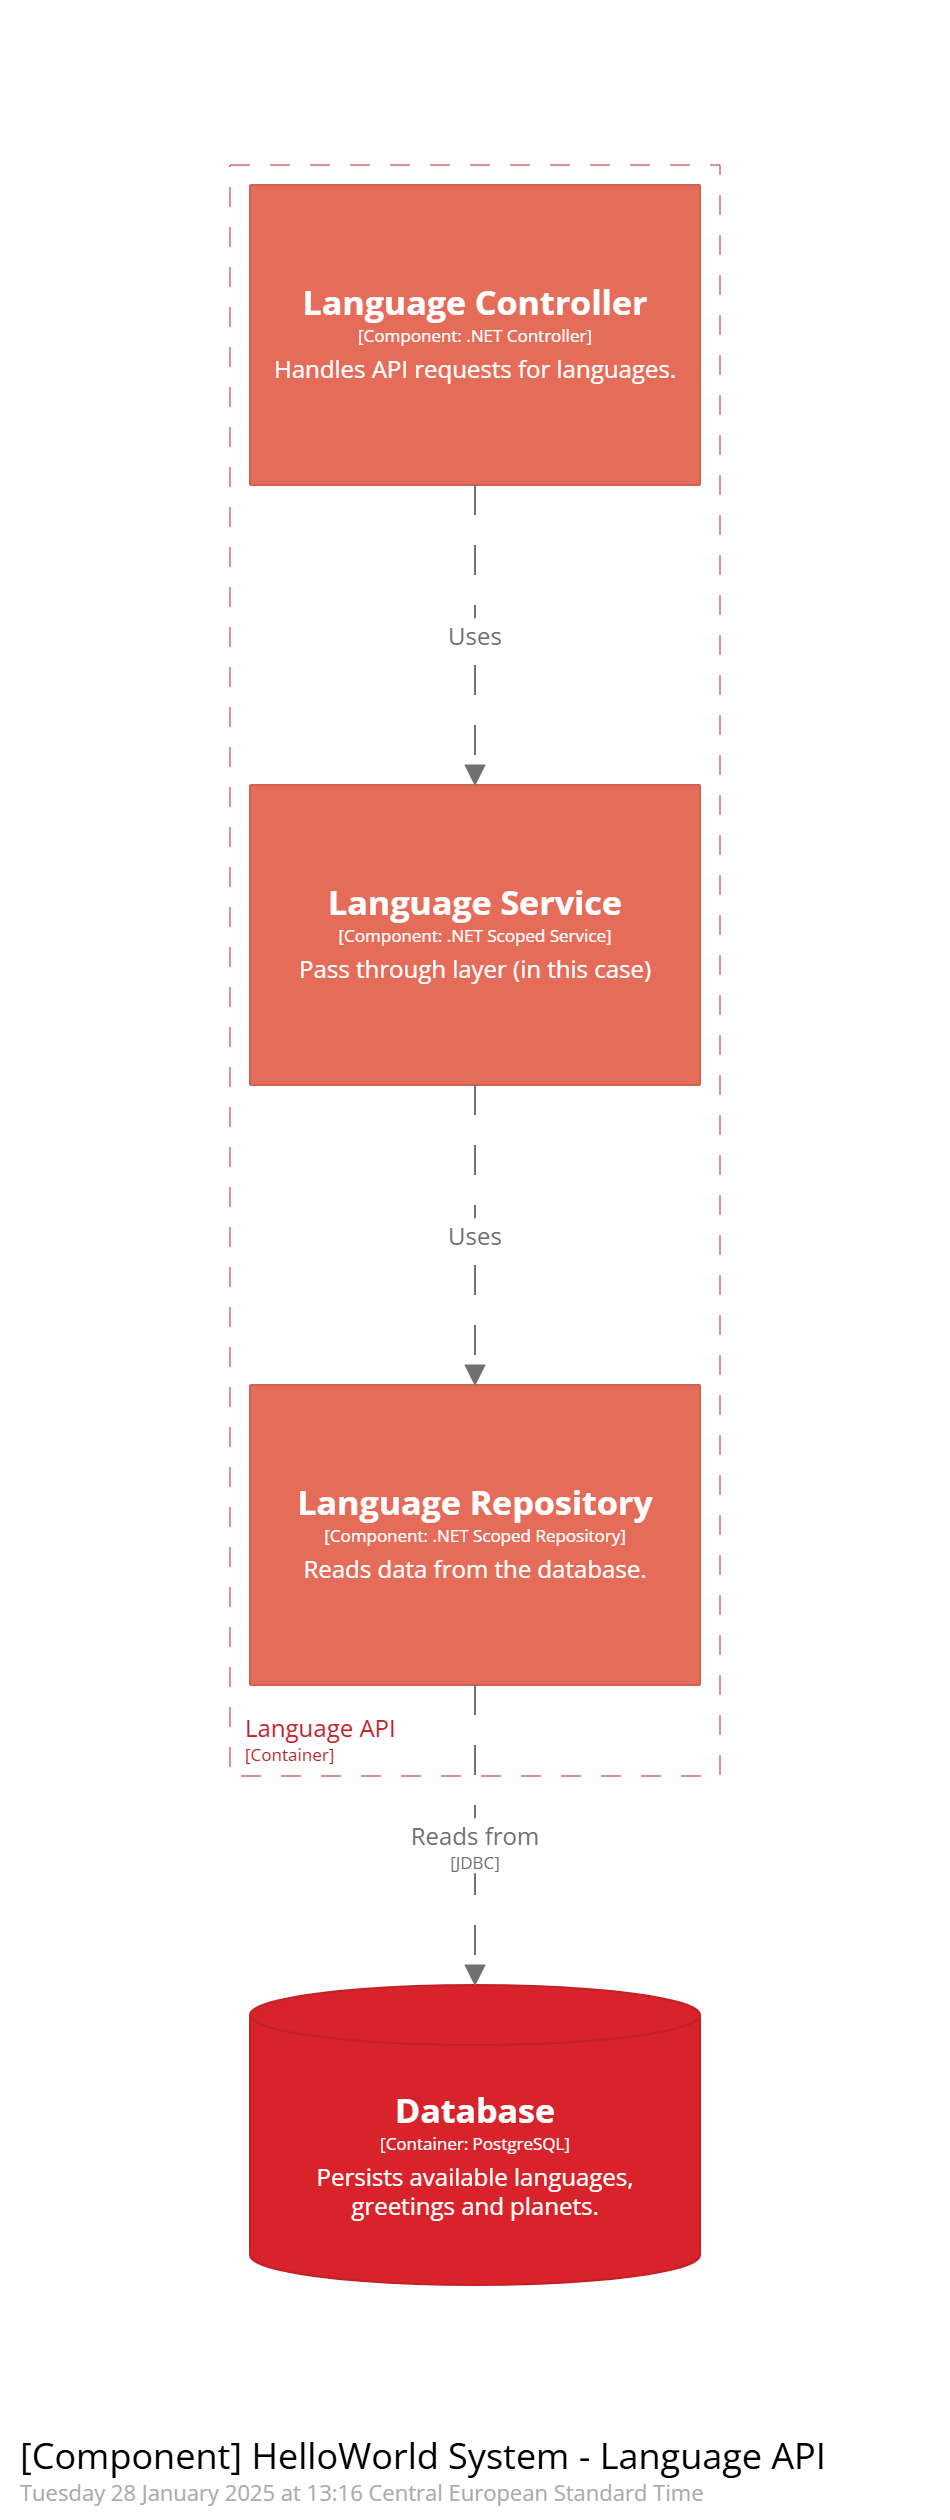 Language Controller
[Component: .NET Controller]
Handles API requests for languages.
Uses
Language Service
[Component: .NET Scoped Service]
Pass through layer (in this case)
Uses
Language Repository
[Component: .NET Scoped Repository]
Reads data from the database.
Language API
[Container]
Reads from
[JDBC]
Database
[Container: PostgreSQL]
Persists available languages,
greetings and planets.
[Component] HelloWorld System - Language API
Tuesday 28 January 2025 at 13:16 Central European Standard Time